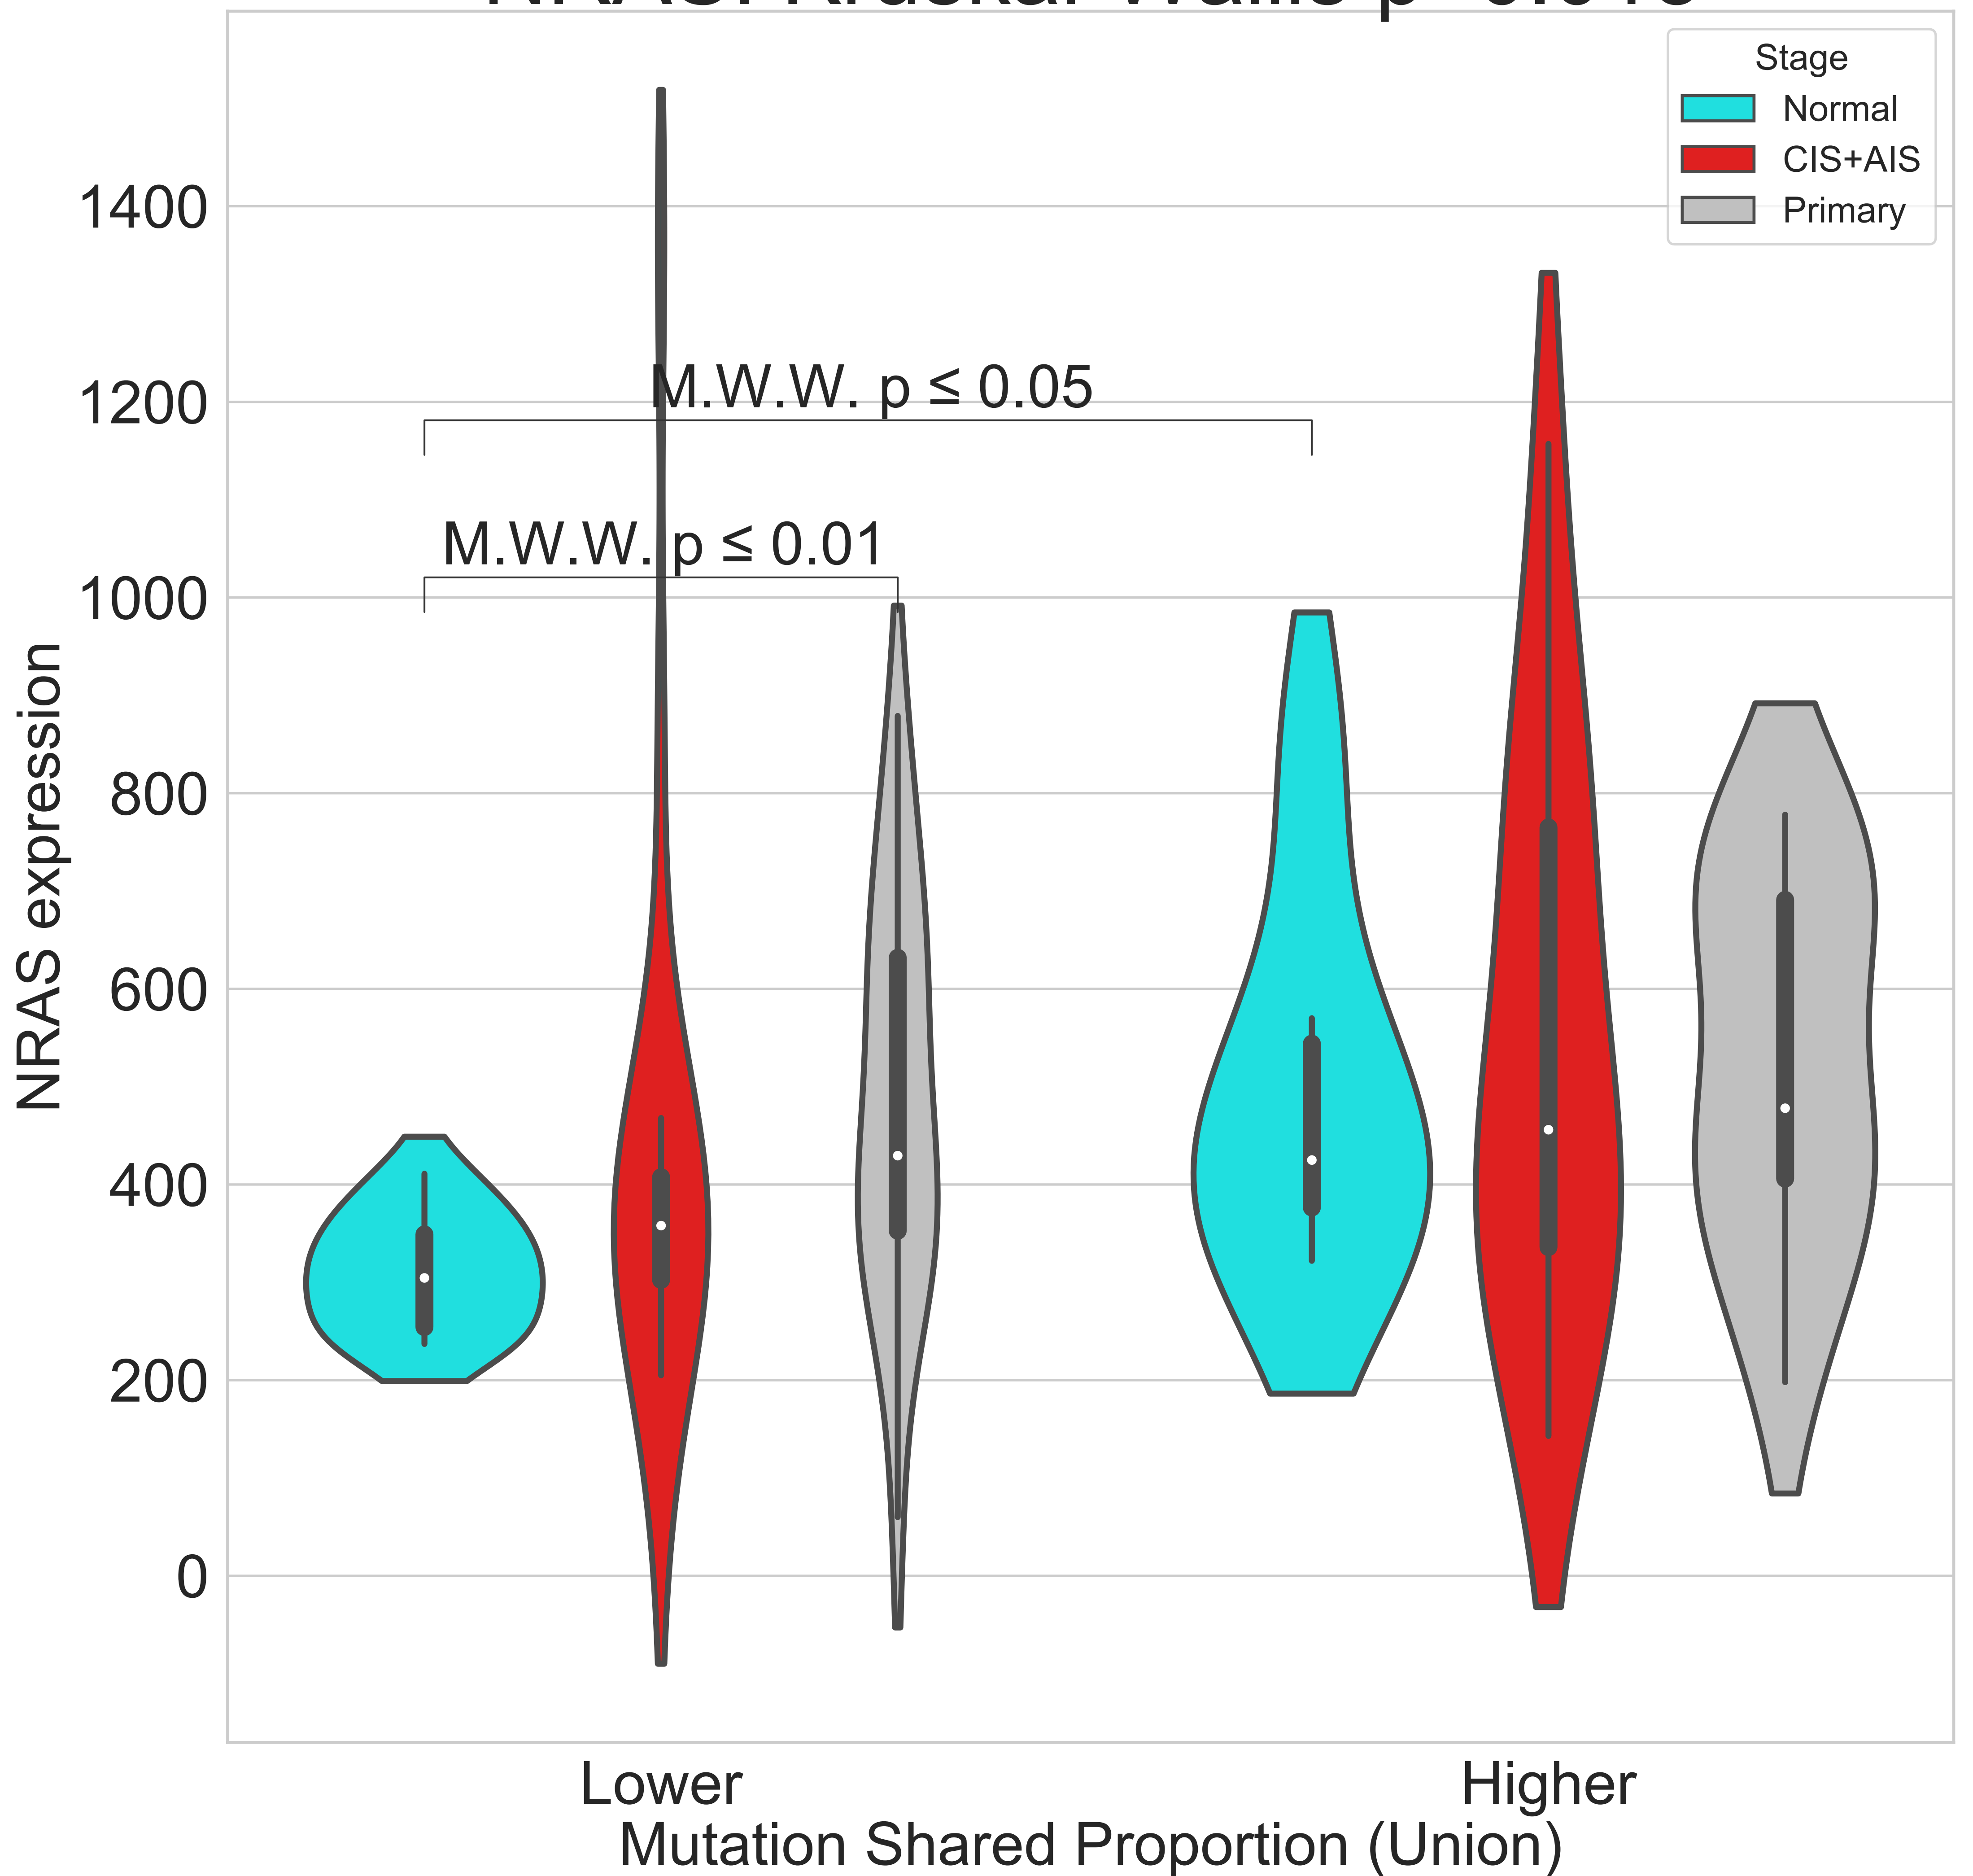 Stage
Normal
CIS+AIS
Primary
1400
1200
1000
800
600
400
200
0
NRAS expression
M.W.W. p ≤ 0.05
M.W.W. p ≤ 0.01
Lower
Higher
Mutation Shared Proportion (Union)